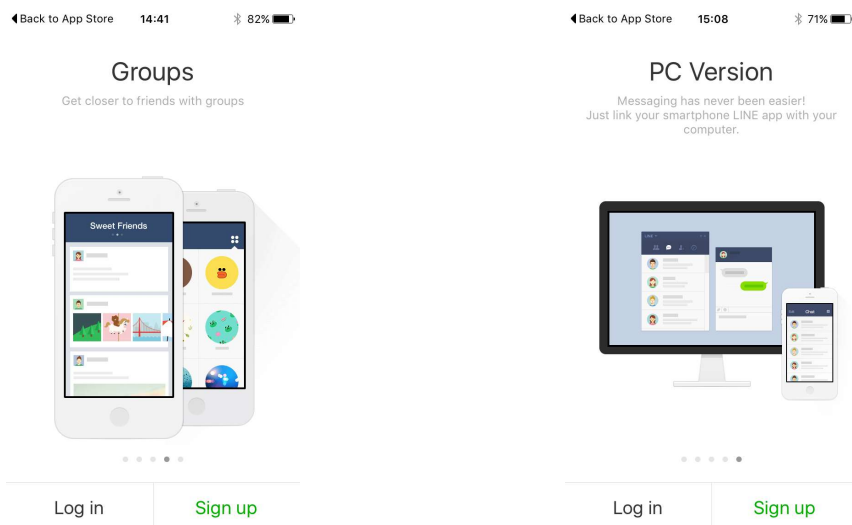 Back to App Store 14:41 82%
Groups
Get closer to friends with groups
Sweet Friends
Log in Sign up
Back to App Store 15:08 71%
PC Version
Messaging has never been easier!
Just link your smartphone LINE app with your
computer.
LINE
Chat
Log in Sign up